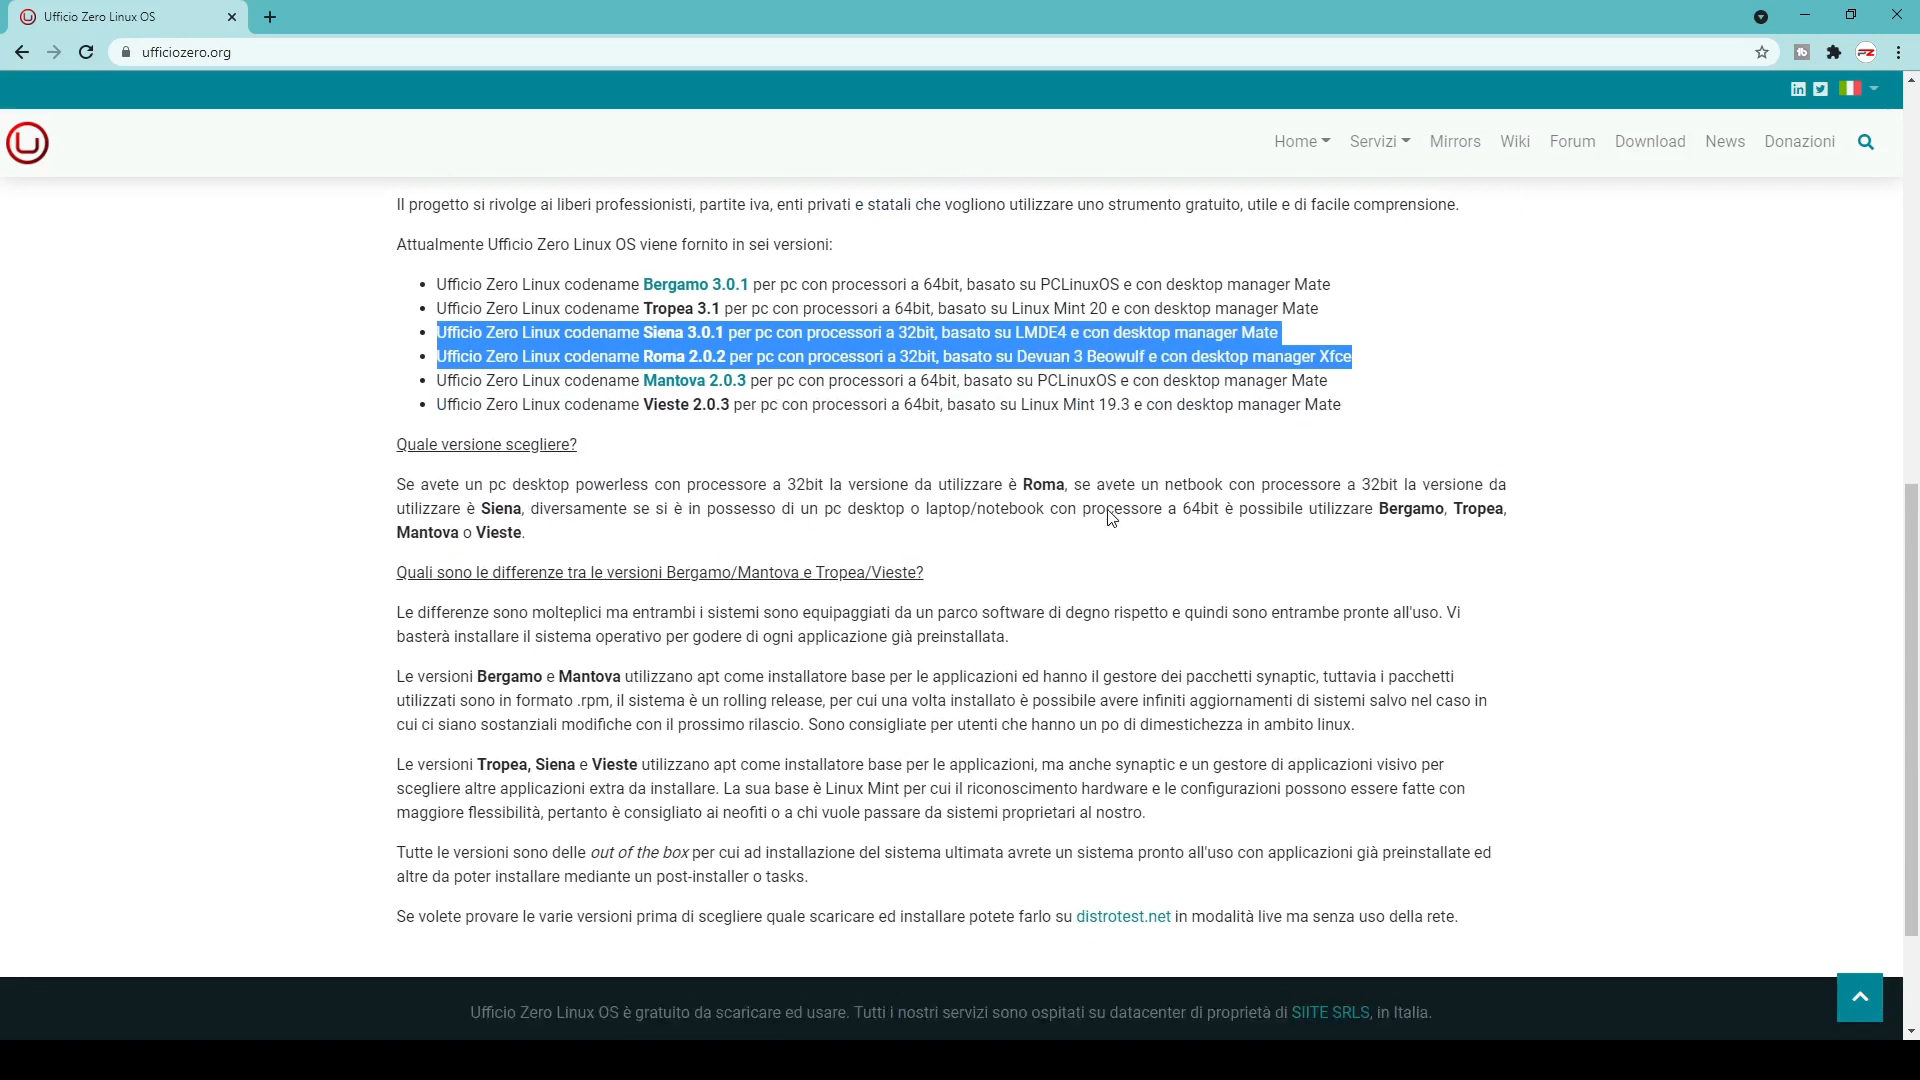 Ufficio Zero Linux OS
ufficiozero.org
Home Servizi Mirrors Wiki Forum Download News Donazioni
Il progetto si rivolge ai liberi professionisti, partite iva, enti privati e statali che vogliono utilizzare uno strumento gratuito, utile e di facile comprensione.
Attualmente Ufficio Zero Linux OS viene fornito in sei versioni:
• Ufficio Zero Linux codename Bergamo 3.0.1 per pc con processori a 64bit, basato su PCLinuxOS e con desktop manager Mate
• Ufficio Zero Linux codename Tropea 3.1 per pc con processori a 64bit, basato su Linux Mint 20 e con desktop manager Mate
• Ufficio Zero Linux codename Siena 3.0.1 per pc con processori a 32bit, basato su LMDE4 e con desktop manager Mate
• Ufficio Zero Linux codename Roma 2.0.2 per pc con processori a 32bit, basato su Devuan 3 Beowulf e con desktop manager Xfce
• Ufficio Zero Linux codename Mantova 2.0.3 per pc con processori a 64bit, basato su PCLinuxOS e con desktop manager Mate
• Ufficio Zero Linux codename Vieste 2.0.3 per pc con processori a 64bit, basato su Linux Mint 19.3 e con desktop manager Mate
Quale versione scegliere?
Se avete un pc desktop powerless con processore a 32bit la versione da utilizzare è Roma, se avete un netbook con processore a 32bit la versione da
utilizzare è Siena, diversamente se si è in possesso di un pc desktop o laptop/notebook con processore a 64bit è possibile utilizzare Bergamo, Tropea,
Mantova o Vieste.
Quali sono le differenze tra le versioni Bergamo/Mantova e Tropea/Vieste?
Le differenze sono molteplici ma entrambi i sistemi sono equipaggiati da un parco software di degno rispetto e quindi sono entrambe pronte all'uso. Vi
basterà installare il sistema operativo per godere di ogni applicazione già preinstallata.
Le versioni Bergamo e Mantova utilizzano apt come installatore base per le applicazioni ed hanno il gestore dei pacchetti synaptic, tuttavia i pacchetti
utilizzati sono in formato .rpm, il sistema è un rolling release, per cui una volta installato è possibile avere infiniti aggiornamenti di sistemi salvo nel caso in
cui ci siano sostanziali modifiche con il prossimo rilascio. Sono consigliate per utenti che hanno un po di dimestichezza in ambito linux.
Le versioni Tropea, Siena e Vieste utilizzano apt come installatore base per le applicazioni, ma anche synaptic e un gestore di applicazioni visivo per
scegliere altre applicazioni extra da installare. La sua base è Linux Mint per cui il riconoscimento hardware e le configurazioni possono essere fatte con
maggiore flessibilità, pertanto è consigliato ai neofiti o a chi vuole passare da sistemi proprietari al nostro.
Tutte le versioni sono delle out of the box per cui ad installazione del sistema ultimata avrete un sistema pronto all'uso con applicazioni già preinstallate ed
altre da poter installare mediante un post-installer o tasks.
Se volete provare le varie versioni prima di scegliere quale scaricare ed installare potete farlo su distrotest.net in modalità live ma senza uso della rete.
Ufficio Zero Linux OS è gratuito da scaricare ed usare. Tutti i nostri servizi sono ospitati su datacenter di proprietà di SIITE SRLS, in Italia.